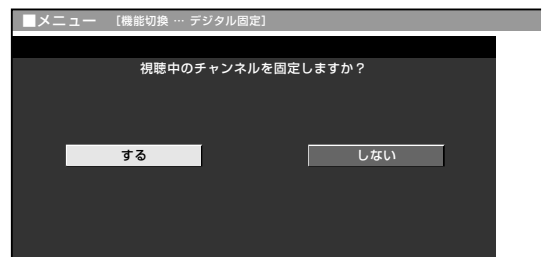 ■メニュー [機能切換 … デジタル固定]
視聴中のチャンネルを固定しますか？
する
しない